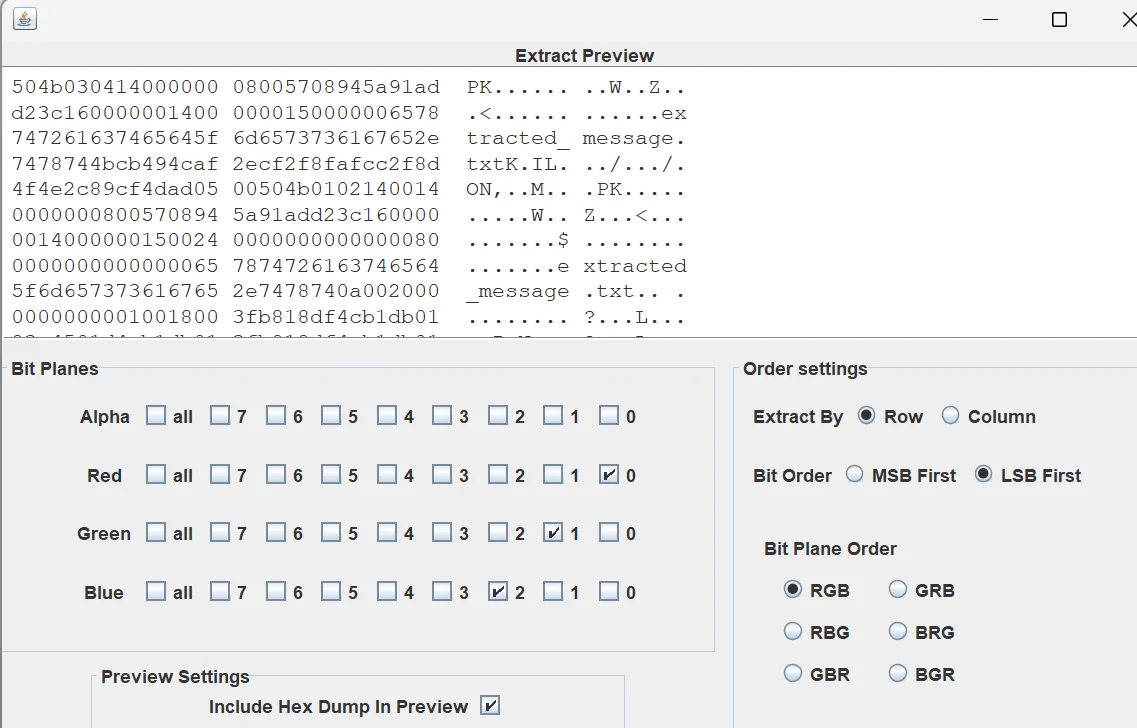 Extract Preview
504b030414000000 08005708945a91ad PK...... ..W..Z..
d23c160000001400 0000150000006578 .<...... ......ex
747261637465645f 6d6573736167652e tracted_ message.
7478744bcb494caf 2ecf2f8fafcc2f8d txtK.IL. ../.../.
4f4e2c89cf4dad05 00504b0102140014 ON,..M.. .PK.....
0000000800570894 5a91add23c160000 .....W.. Z...<...
0014000000150024 0000000000000080 .......$ ........
0000000000000065 7874726163746564 .......e xtracted
5f6d657373616765 2e7478740a002000 _message .txt.. .
0000000001001800 3fb818df4cb1db01 ........ ?...L...
Bit Planes
Alpha all 7 6 5 4 3 2 1 0
Red all 7 6 5 4 3 2 1 0
Green all 7 6 5 4 3 2 1 0
Blue all 7 6 5 4 3 2 1 0
Order settings
Extract By Row Column
Bit Order MSB First LSB First
Bit Plane Order
RGB GRB
RBG BRG
GBR BGR
Preview Settings
Include Hex Dump In Preview